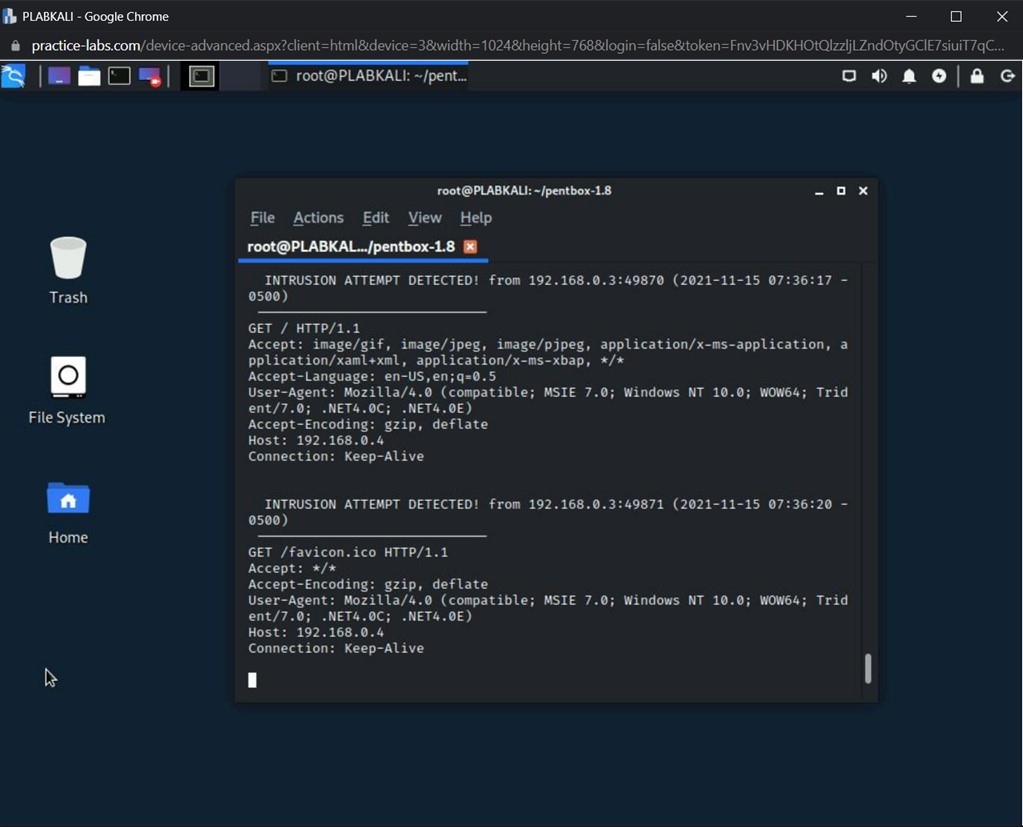 PLABKALI - Google Chrome
practice-labs.com/device-advanced.aspx?client=html&device=3&width=1024&height=768&login=false&token=Fnv3vHDKHOtQlzzljLZndOtyGClE7siuiT7qC...
root@PLABKALI: ~/pent...
root@PLABKALI: ~/pentbox-1.8
File Actions Edit View Help
root@PLABKAL.../pentbox-1.8
Trash
File System
Home
INTRUSION ATTEMPT DETECTED! from 192.168.0.3:49870 (2021-11-15 07:36:17 -
0500)
GET / HTTP/1.1
Accept: image/gif, image/jpeg, image/pjpeg, application/x-ms-application, a
pplication/xaml+xml, application/x-ms-xbap, */*
Accept-Language: en-US,en;q=0.5
User-Agent: Mozilla/4.0 (compatible; MSIE 7.0; Windows NT 10.0; WOW64; Trid
ent/7.0; .NET4.0C; .NET4.0E)
Accept-Encoding: gzip, deflate
Host: 192.168.0.4
Connection: Keep-Alive
INTRUSION ATTEMPT DETECTED! from 192.168.0.3:49871 (2021-11-15 07:36:20 -
0500)
GET /favicon.ico HTTP/1.1
Accept: */*
Accept-Encoding: gzip, deflate
User-Agent: Mozilla/4.0 (compatible; MSIE 7.0; Windows NT 10.0; WOW64; Trid
ent/7.0; .NET4.0C; .NET4.0E)
Host: 192.168.0.4
Connection: Keep-Alive